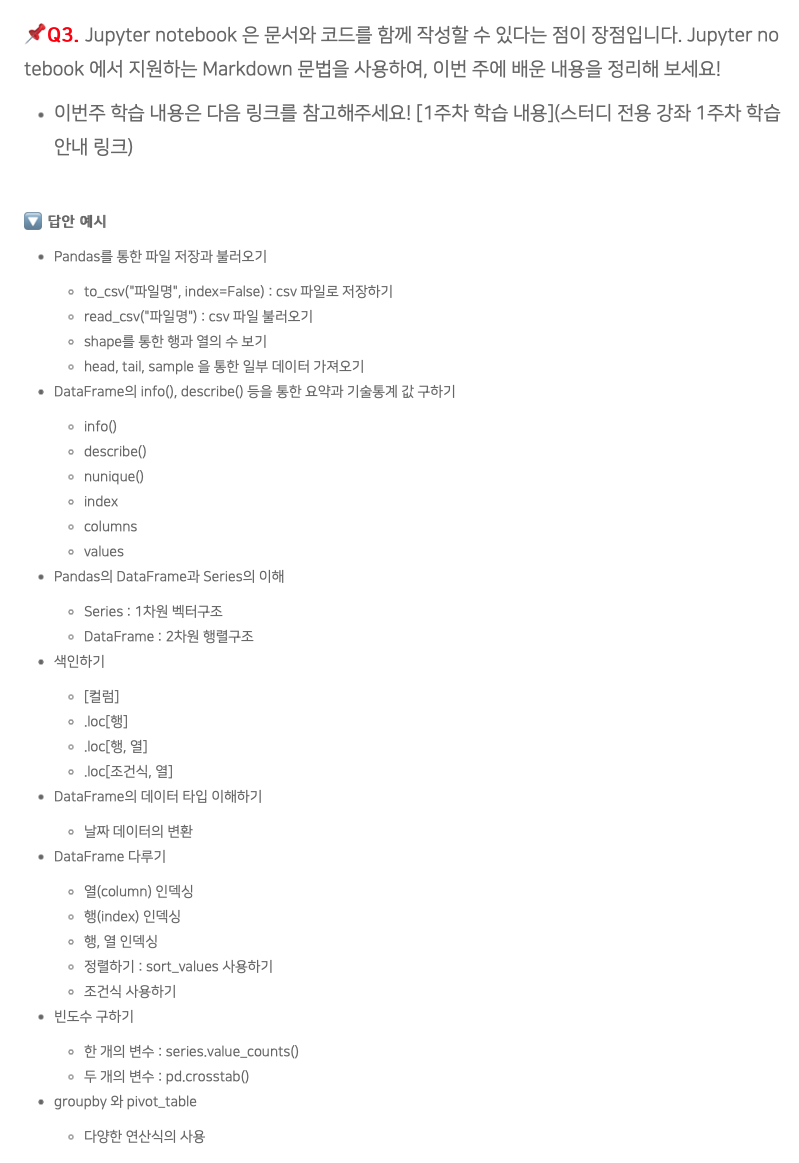 📌Q3. Jupyter notebook 은 문서와 코드를 함께 작성할 수 있다는 점이 장점입니다. Jupyter no
tebook 에서 지원하는 Markdown 문법을 사용하여, 이번 주에 배운 내용을 정리해 보세요!
• 이번주 학습 내용은 다음 링크를 참고해주세요! [1주차 학습 내용](스터디 전용 강좌 1주차 학습
안내 링크)
🔽 답안 예시
• Pandas를 통한 파일 저장과 불러오기
◦ to_csv("파일명", index=False) : csv 파일로 저장하기
◦ read_csv("파일명") : csv 파일 불러오기
◦ shape를 통한 행과 열의 수 보기
◦ head, tail, sample 을 통한 일부 데이터 가져오기
• DataFrame의 info(), describe() 등을 통한 요약과 기술통계 값 구하기
◦ info()
◦ describe()
◦ nunique()
◦ index
◦ columns
◦ values
• Pandas의 DataFrame과 Series의 이해
◦ Series : 1차원 벡터구조
◦ DataFrame : 2차원 행렬구조
• 색인하기
◦ [컬럼]
◦ .loc[행]
◦ .loc[행, 열]
◦ .loc[조건식, 열]
• DataFrame의 데이터 타입 이해하기
◦ 날짜 데이터의 변환
• DataFrame 다루기
◦ 열(column) 인덱싱
◦ 행(index) 인덱싱
◦ 행, 열 인덱싱
◦ 정렬하기 : sort_values 사용하기
◦ 조건식 사용하기
• 빈도수 구하기
◦ 한 개의 변수 : series.value_counts()
◦ 두 개의 변수 : pd.crosstab()
• groupby 와 pivot_table
◦ 다양한 연산식의 사용